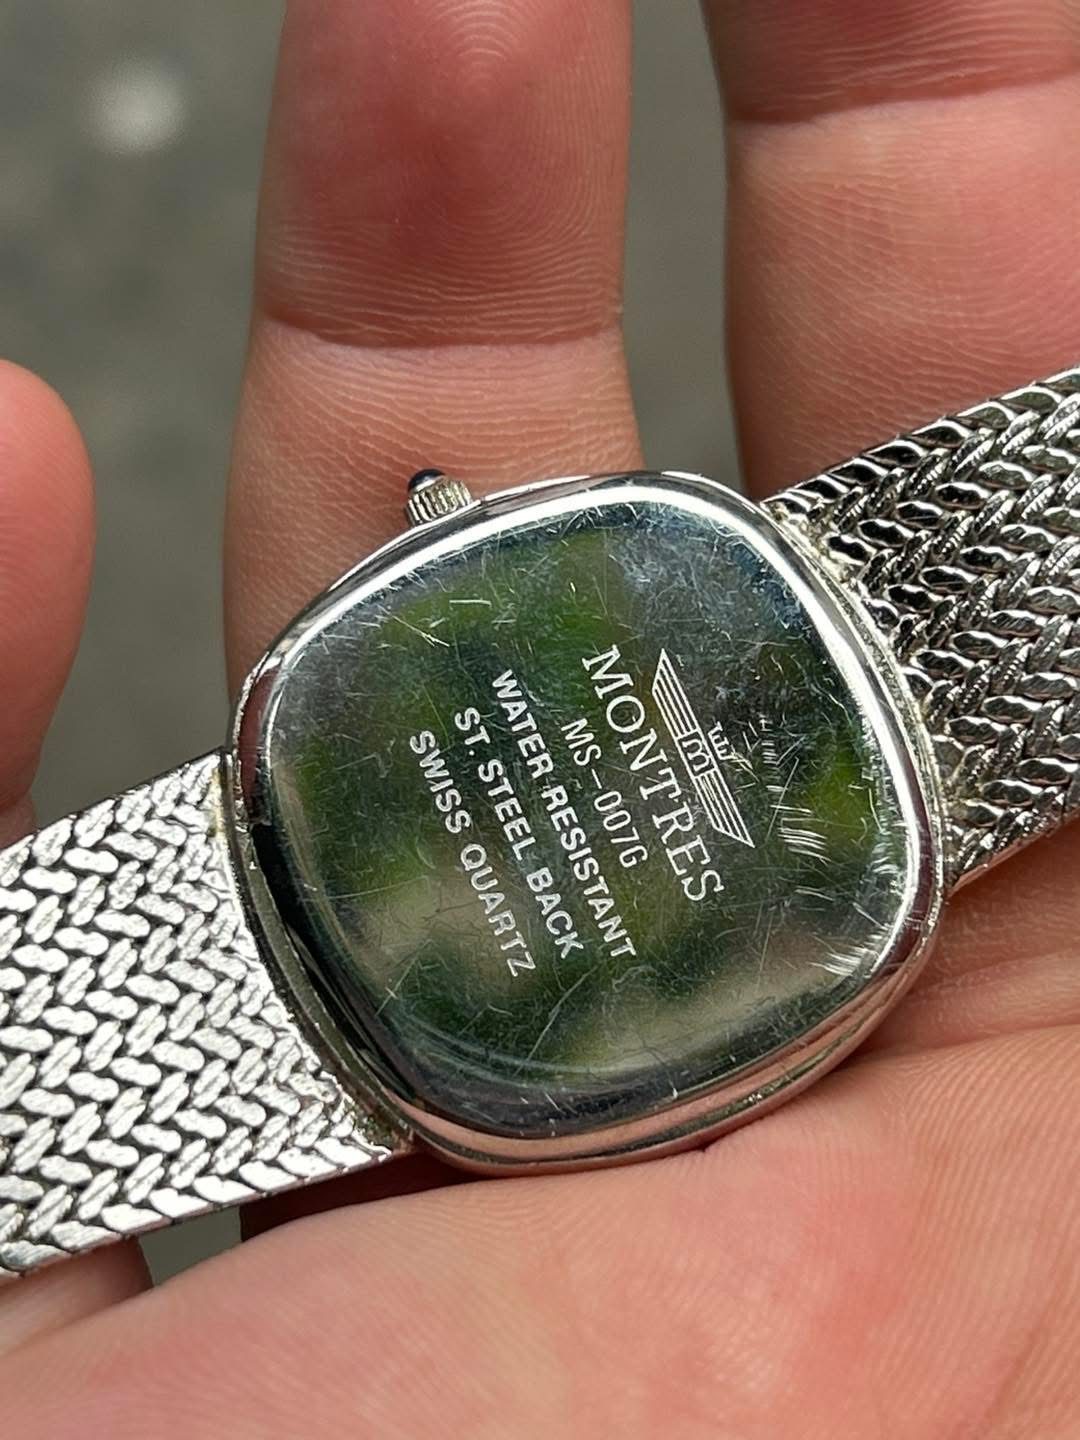 M
MONTRES
MS-007G
WATER RESISTANT
ST. STEEL BACK
SWISS QUARTZ